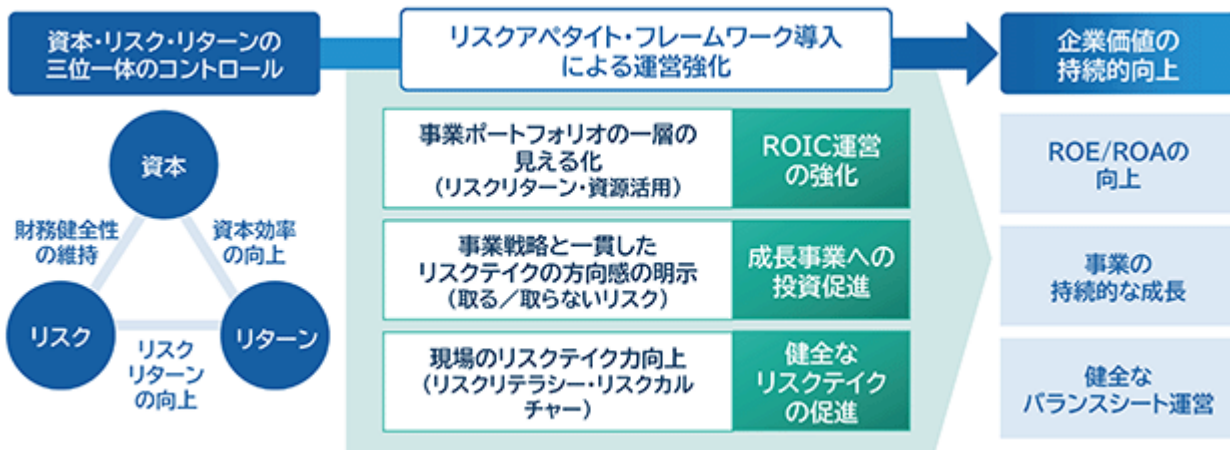 資本・リスク・リターンの
三位一体のコントロール
リスクアペタイト・フレームワーク導入
による運営強化
企業価値の
持続的向上
資本
財務健全性
の維持
資本効率
の向上
リスク
リターン
リスク
リターン
の向上
事業ポートフォリオの一層の
見える化
（リスクリターン・資源活用）
ROIC運営
の強化
事業戦略と一貫した
リスクテイクの方向感の明示
（取る／取らないリスク）
成長事業への
投資促進
現場のリスクテイク力向上
（リスクリテラシー・リスクカル
チャー）
健全な
リスクテイク
の促進
ROE/ROAの
向上
事業の
持続的な成長
健全な
バランスシート運営